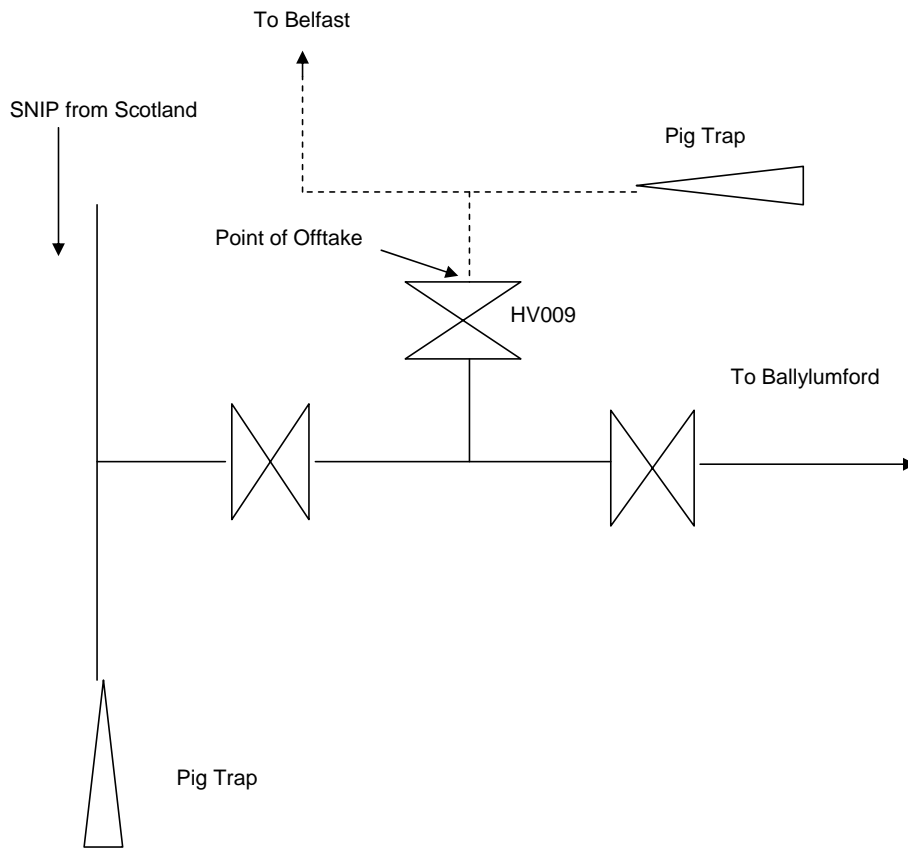 To Belfast
SNIP from Scotland
Pig Trap
Point of Offtake
HV009
To Ballylumford
Pig Trap